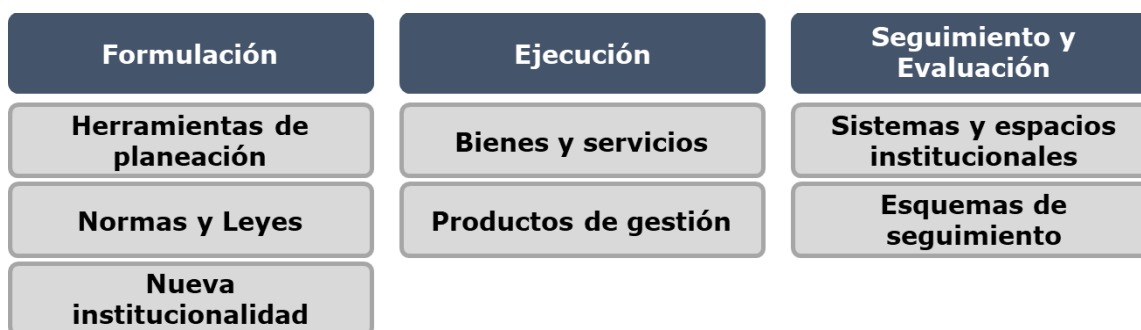 Formulación
Herramientas de
planeación
Normas y Leyes
Nueva
institucionalidad
Ejecución
Bienes y servicios
Productos de gestión
Seguimiento y
Evaluación
Sistemas y espacios
institucionales
Esquemas de
seguimiento